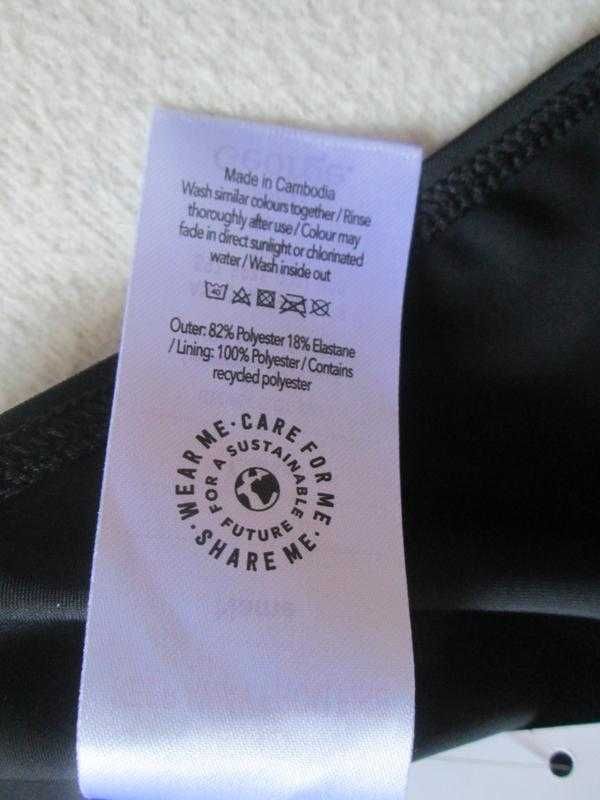 Made in Cambodia
Wash similar colours together / Rinse
thoroughly after use / Colour may
fade in direct sunlight or chlorinated
water / Wash inside out
40
Outer: 82% Polyester 18% Elastane
/ Lining: 100% Polyester / Contains
recycled polyester
WEAR ME · CARE FOR ME · SHARE ME ·
FOR A SUSTAINABLE FUTURE